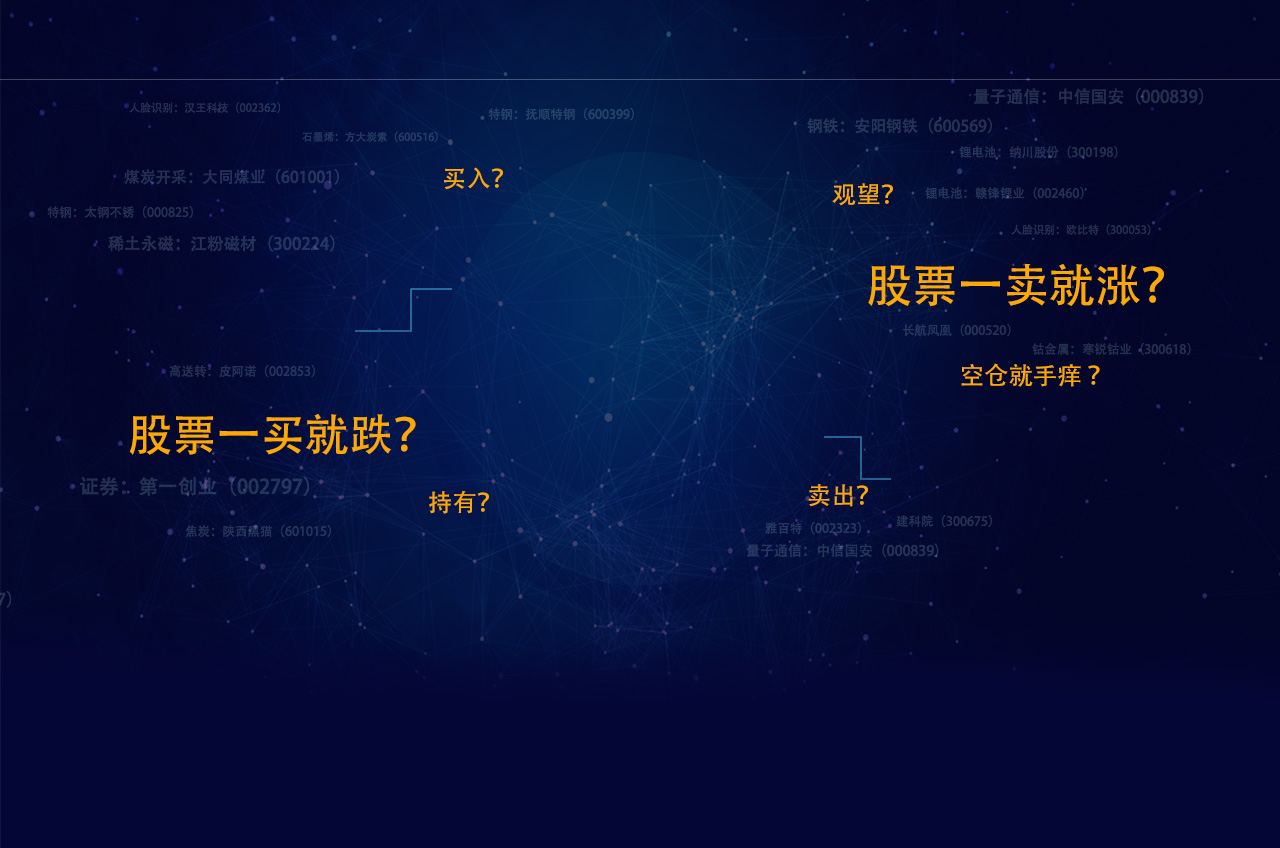 量子通信：中信国安（000839）
人脸识别：汉王科技（002362）
特钢：抚顺特钢（600399）
钢铁：安阳钢铁（600569）
石墨烯：方大炭素（600516）
锂电池：纳川股份（300198）
煤炭开采：大同煤业（601001）
买入？
观望？
锂电池：赣锋锂业（002460）
特钢：太钢不锈（000825）
人脸识别：欧比特（300053）
稀土永磁：江粉磁材（300224）
股票一卖就涨？
长航凤凰（000520）
钴金属：寒锐钴业（300618）
高送转：皮阿诺（002853）
空仓就手痒？
股票一买就跌？
证券：第一创业（002797）
持有？
卖出？
建科院（300675）
雅百特（002323）
焦炭：陕西黑猫（601015）
量子通信：中信国安（000839）
7）